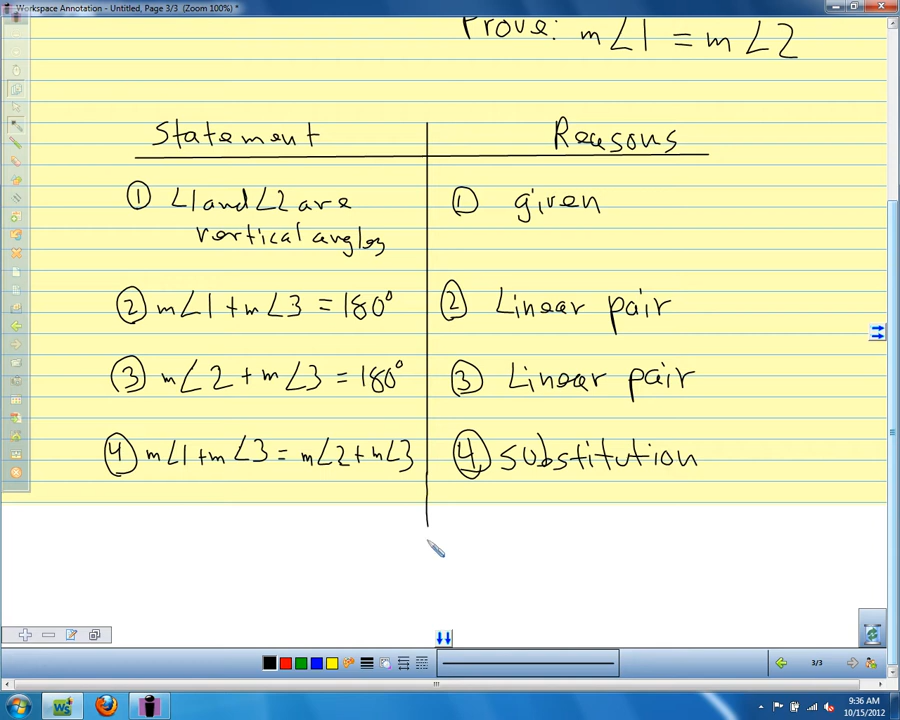 Workspace Annotation - Untitled, Page 3/3 (Zoom 100%) *
Prove: m∠1 = m∠2
Statement Reasons
① ∠1 and ∠2 are ① given
vertical angles
② m∠1 + m∠3 = 180° ② Linear pair
③ m∠2 + m∠3 = 180° ③ Linear pair
④ m∠1 + m∠3 = m∠2 + m∠3 ④ substitution
3/3
9:36 AM
10/15/2012